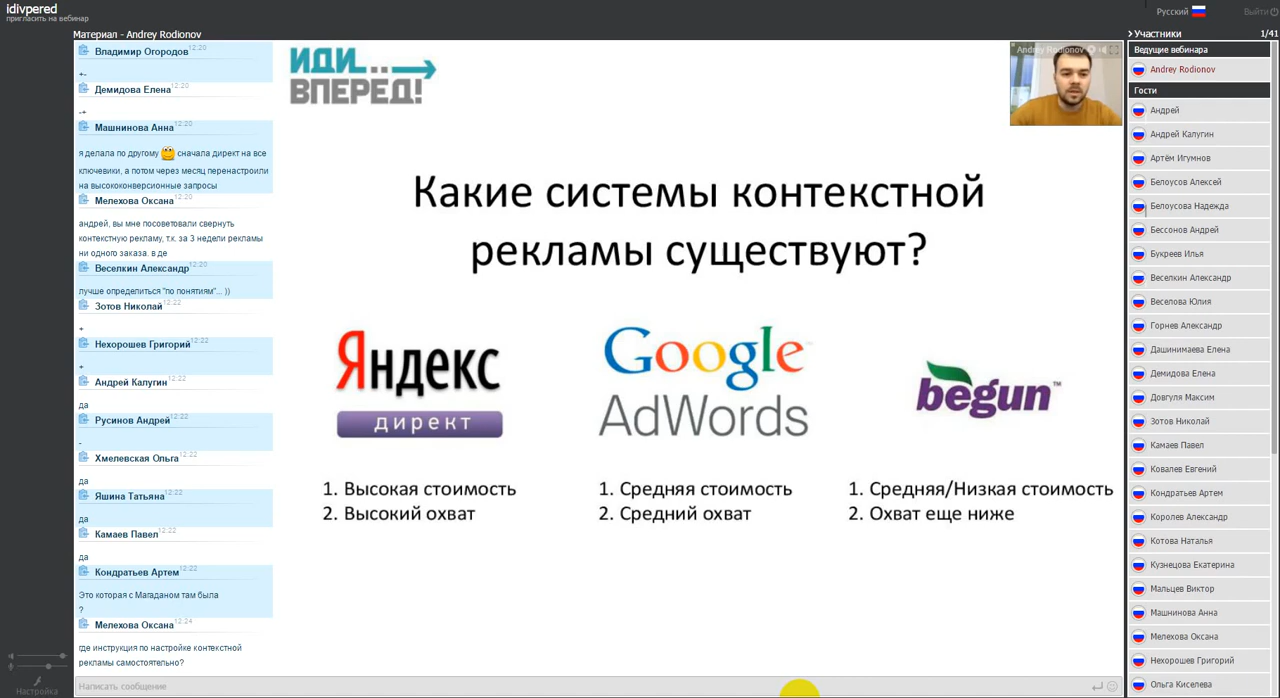 idivpered
пригласить на вебинар
Русский
Выйти
Материал - Andrey Rodionov
Владимир Огородов 12:20
+-
Демидова Елена 12:20
-+
Машнинова Анна 12:20
я делала по другому сначала директ на все
ключевики, а потом через месяц перенастроили
на высококонверсионные запросы
Мелехова Оксана 12:20
андрей, вы мне посоветовали свернуть
контекстную рекламу, т.к. за 3 недели рекламы
ни одного заказа. в де
Веселкин Александр 12:20
лучше определиться "по понятиям"... ))
Зотов Николай 12:22
+
Нехорошев Григорий 12:22
+
Андрей Калугин 12:22
да
Русинов Андрей 12:22
-
Хмелевская Ольга 12:22
да
Яшина Татьяна 12:22
да
Камаев Павел 12:22
да
Кондратьев Артем 12:22
Это которая с Магаданом там была
?
Мелехова Оксана 12:24
где инструкция по настройке контекстной
рекламы самостоятельно?
Написать сообщение
Настройка
ИДИ...
ВПЕРЁД!
Andrey Rodionov
Какие системы контекстной
рекламы существуют?
Яндекс
директ
Google
AdWords
begun™
1. Высокая стоимость
2. Высокий охват
1. Средняя стоимость
2. Средний охват
1. Средняя/Низкая стоимость
2. Охват еще ниже
Участники 1/41
Ведущие вебинара
Andrey Rodionov
Гости
Андрей
Андрей Калугин
Артём Игумнов
Белоусов Алексей
Белоусова Надежда
Бессонов Андрей
Букреев Илья
Веселкин Александр
Веселова Юлия
Горнев Александр
Дашинимаева Елена
Демидова Елена
Довгуля Максим
Зотов Николай
Камаев Павел
Ковалев Евгений
Кондратьев Артем
Королев Александр
Котова Наталья
Кузнецова Екатерина
Мальцев Виктор
Машнинова Анна
Мелехова Оксана
Нехорошев Григорий
Ольга Киселева